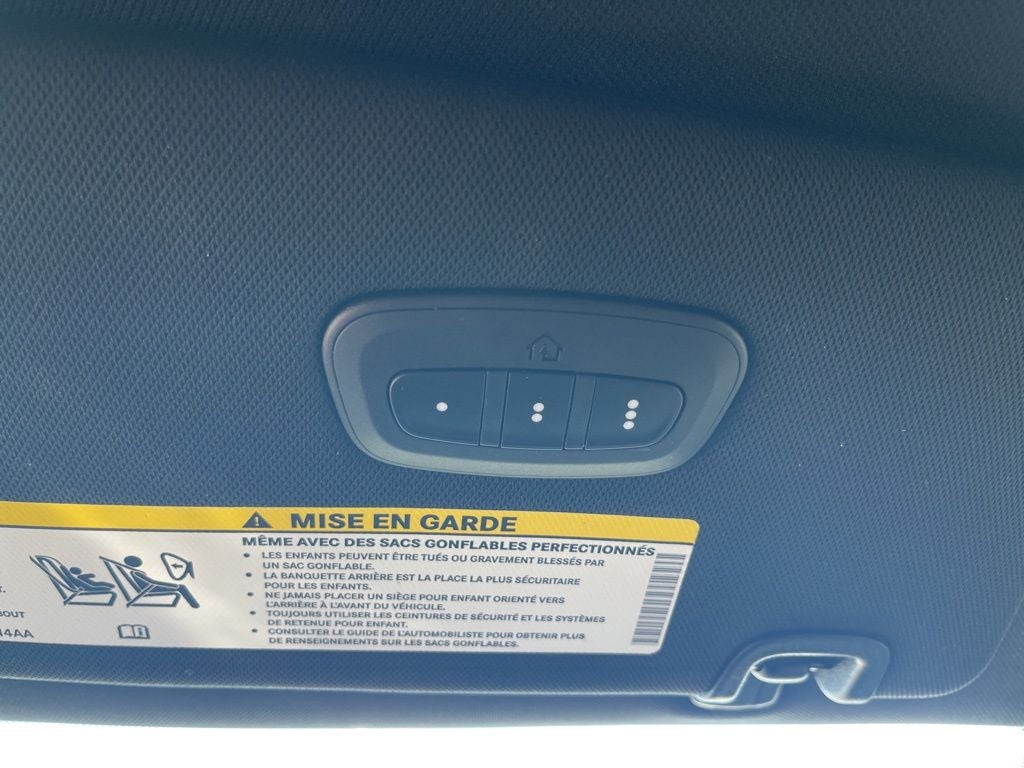 MISE EN GARDE
MÊME AVEC DES SACS GONFLABLES PERFECTIONNÉS
• LES ENFANTS PEUVENT ÊTRE TUÉS OU GRAVEMENT BLESSÉS PAR
UN SAC GONFLABLE.
• LA BANQUETTE ARRIÈRE EST LA PLACE LA PLUS SÉCURITAIRE
POUR LES ENFANTS.
• NE JAMAIS PLACER UN SIÈGE POUR ENFANT ORIENTÉ VERS
L'ARRIÈRE À L'AVANT DU VÉHICULE.
• TOUJOURS UTILISER LES CEINTURES DE SÉCURITÉ ET LES SYSTÈMES
DE RETENUE POUR ENFANT.
• CONSULTER LE GUIDE DE L'AUTOMOBILISTE POUR OBTENIR PLUS
DE RENSEIGNEMENTS SUR LES SACS GONFLABLES.
BOUT
14AA